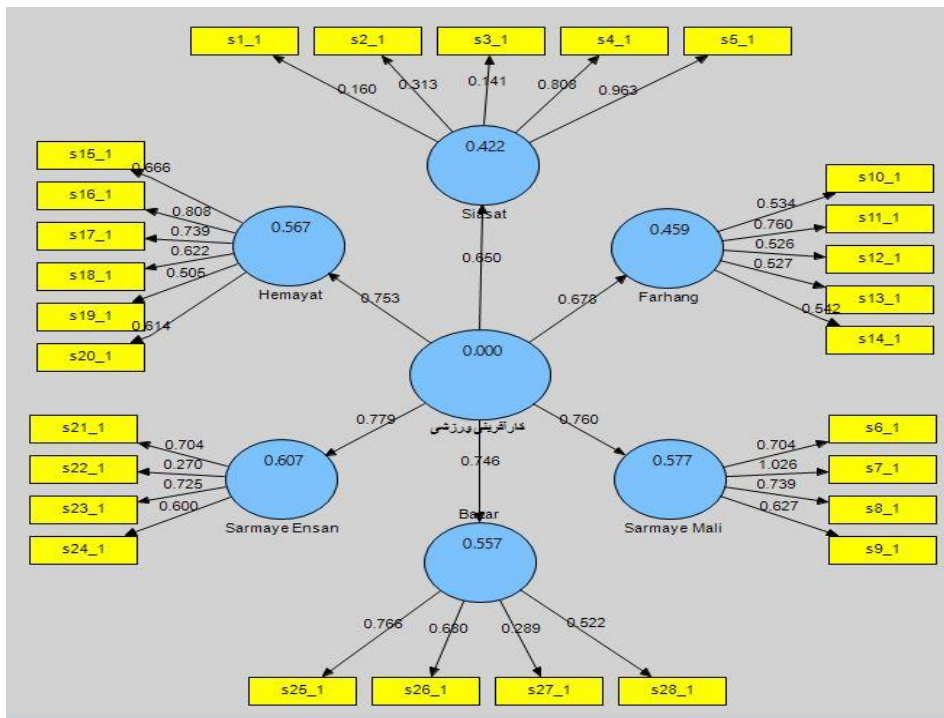 s1_1 s2_1 s3_1 s4_1 s5_1
0.160 0.313 0.141 0.808 0.963
0.422
Siasat
s15_1
s16_1
s17_1
s18_1
s19_1
s20_1
0.666
0.808
0.739
0.622
0.505
0.614
0.567
Hemayat
s10_1
s11_1
s12_1
s13_1
s14_1
0.534
0.760
0.526
0.527
0.542
0.459
Farhang
0.650
0.753
0.678
0.000
کارآفرینی ورزشی
0.779
0.760
0.746
s21_1
s22_1
s23_1
s24_1
0.704
0.270
0.725
0.600
0.607
Sarmaye Ensan
s6_1
s7_1
s8_1
s9_1
0.704
1.026
0.739
0.627
0.577
Sarmaye Mali
Bazar
0.557
0.766 0.680 0.289 0.522
s25_1 s26_1 s27_1 s28_1